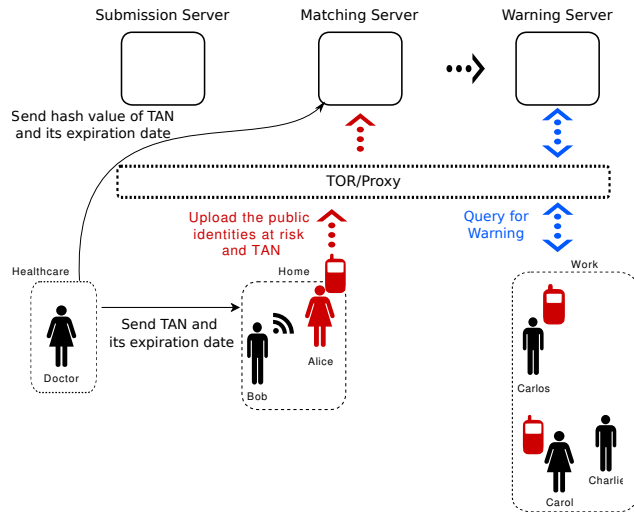 Submission Server
Matching Server
Warning Server
Send hash value of TAN
and its expiration date
TOR/Proxy
Upload the public
identities at risk
and TAN
Query for
Warning
Healthcare
Home
Work
Send TAN and
its expiration date
Doctor
Bob
Alice
Carlos
Carol
Charlie